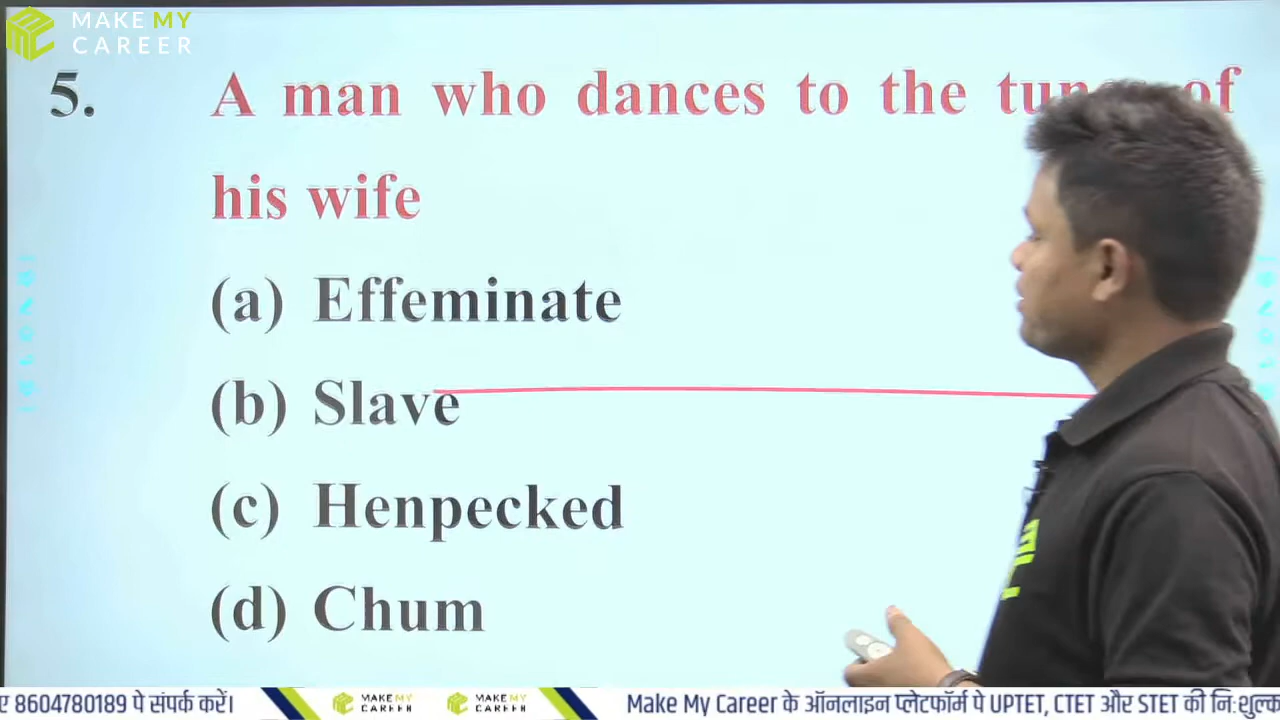 MAKE MY
CAREER
5. A man who dances to the tunes of
his wife
(a) Effeminate
(b) Slave
(c) Henpecked
(d) Chum
8604780189 पे संपर्क करें।
MAKE MY
CAREER
MAKE MY
CAREER
Make My Career के ऑनलाइन प्लेटफॉर्म पे UPTET, CTET और STET की नि:शुल्क